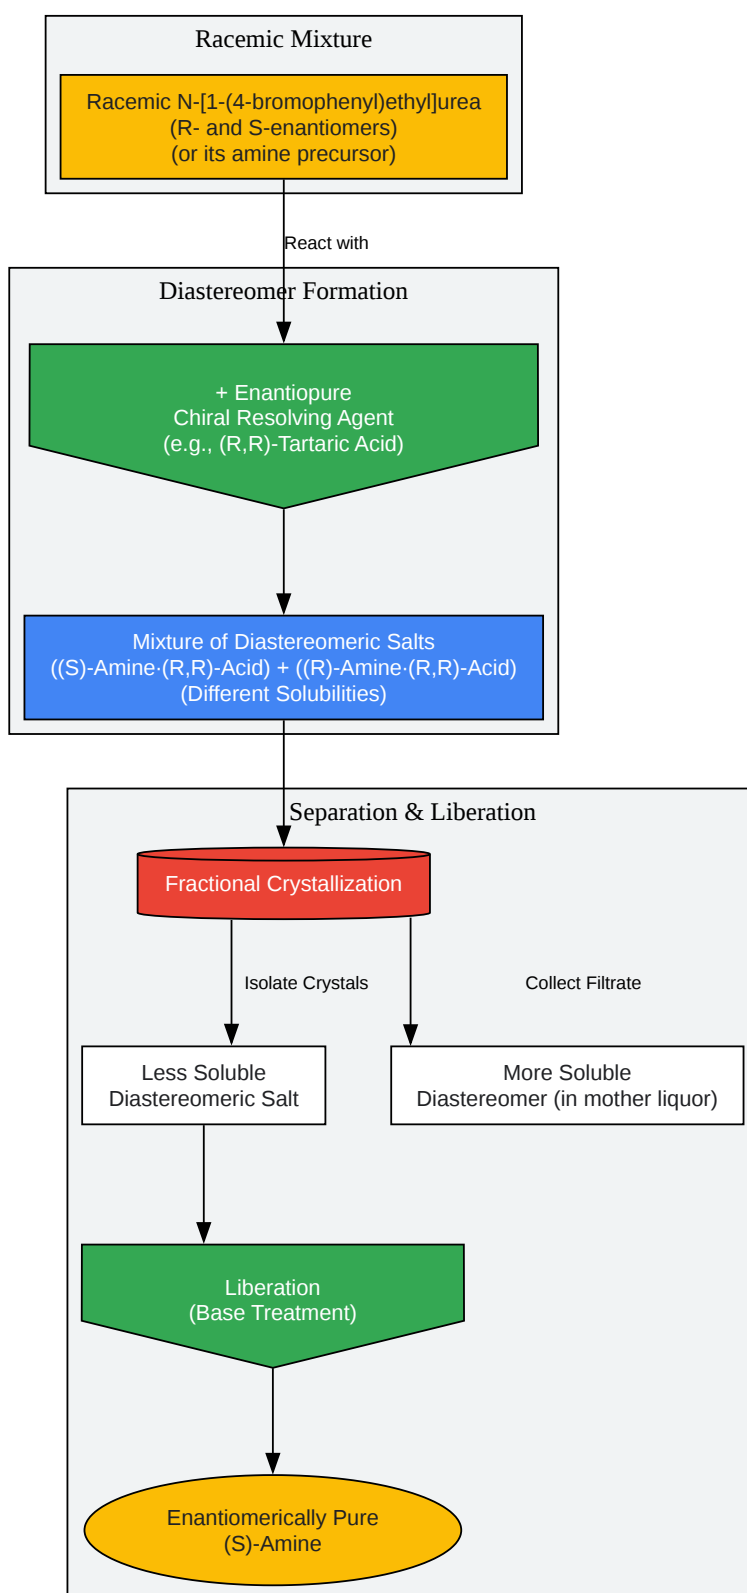 Racemic Mixture
Racemic N-[1-(4-bromophenyl)ethyl]urea
(R- and S-enantiomers)
(or its amine precursor)
React with
Diastereomer Formation
+ Enantiopure
Chiral Resolving Agent
(e.g., (R,R)-Tartaric Acid)
Mixture of Diastereomeric Salts
((S)-Amine·(R,R)-Acid) + ((R)-Amine·(R,R)-Acid)
(Different Solubilities)
Separation & Liberation
Fractional Crystallization
Isolate Crystals
Collect Filtrate
Less Soluble
Diastereomeric Salt
More Soluble
Diastereomer (in mother liquor)
Liberation
(Base Treatment)
Enantiomerically Pure
(S)-Amine